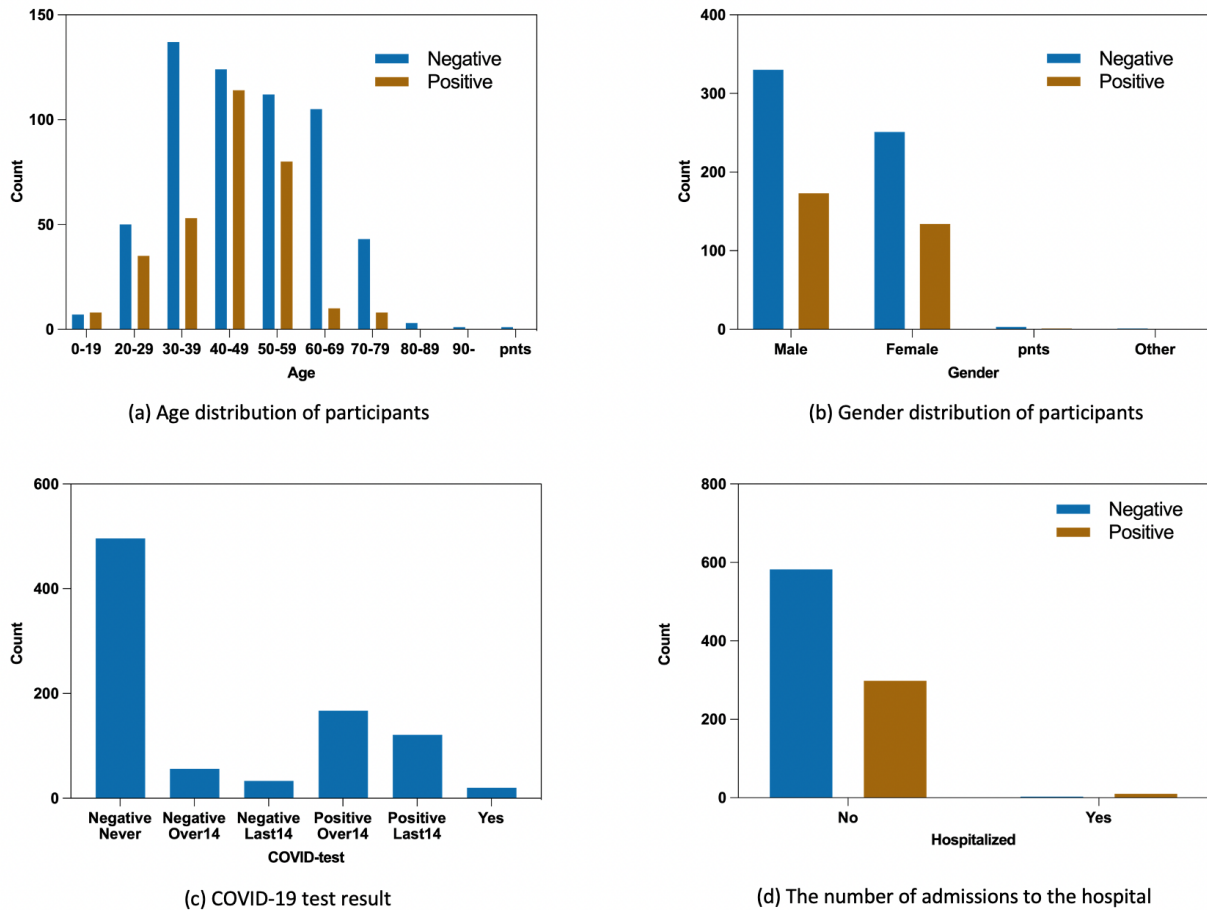 150
100
50
0
Count
Negative
Positive
0-19 20-29 30-39 40-49 50-59 60-69 70-79 80-89 90- pnts
Age
(a) Age distribution of participants
400
300
200
100
0
Count
Negative
Positive
Male Female pnts Other
Gender
(b) Gender distribution of participants
600
400
200
0
Count
Negative Negative Negative Positive Positive Yes
Never Over14 Last14 Over14 Last14
COVID-test
(c) COVID-19 test result
800
600
400
200
0
Count
Negative
Positive
No Yes
Hospitalized
(d) The number of admissions to the hospital